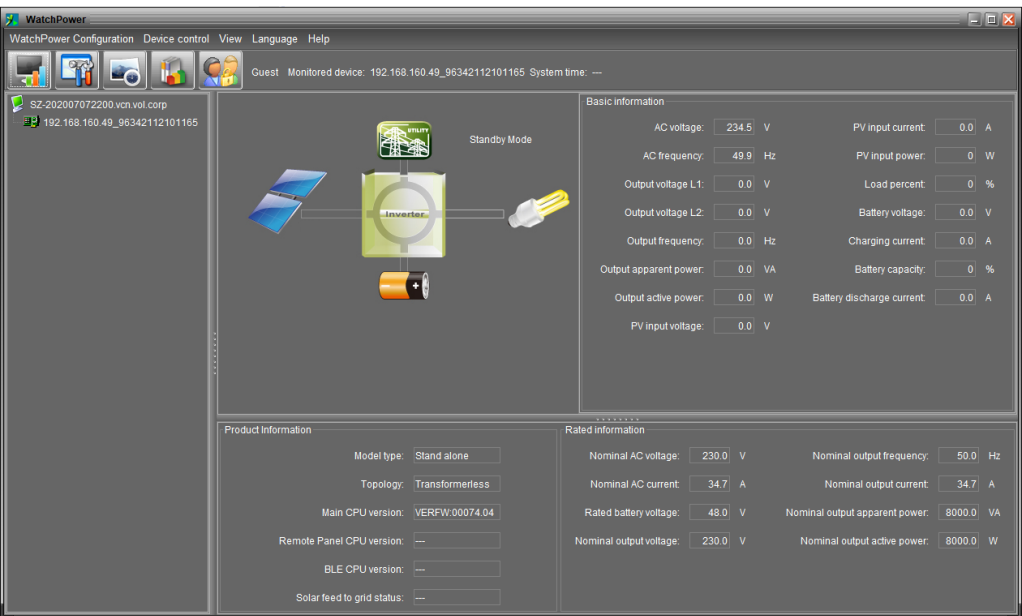 WatchPower
WatchPower Configuration Device control View Language Help
Guest Monitored device: 192.168.160.49_96342112101165 System time: ---
SZ-202007072200.vcn.vol.corp
192.168.160.49_96342112101165
UTILITY
Standby Mode
Inverter
Basic information
AC voltage: 234.5 V PV input current: 0.0 A
AC frequency: 49.9 Hz PV input power: 0 W
Output voltage L1: 0.0 V Load percent: 0 %
Output voltage L2: 0.0 V Battery voltage: 0.0 V
Output frequency: 0.0 Hz Charging current: 0.0 A
Output apparent power: 0.0 VA Battery capacity: 0 %
Output active power: 0.0 W Battery discharge current: 0.0 A
PV input voltage: 0.0 V
Product Information
Model type: Stand alone
Topology: Transformerless
Main CPU version: VERFW:00074.04
Remote Panel CPU version: ---
BLE CPU version: ---
Solar feed to grid status: ---
Rated information
Nominal AC voltage: 230.0 V Nominal output frequency: 50.0 Hz
Nominal AC current: 34.7 A Nominal output current: 34.7 A
Rated battery voltage: 48.0 V Nominal output apparent power: 8000.0 VA
Nominal output voltage: 230.0 V Nominal output active power: 8000.0 W